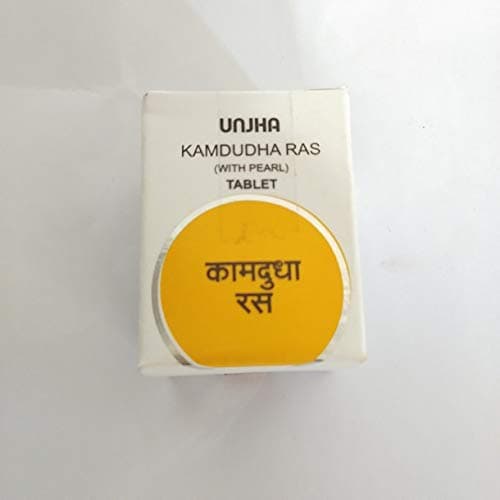 UNJHA
KAMDUDHA RAS
(WITH PEARL)
TABLET
कामदुधा
रस